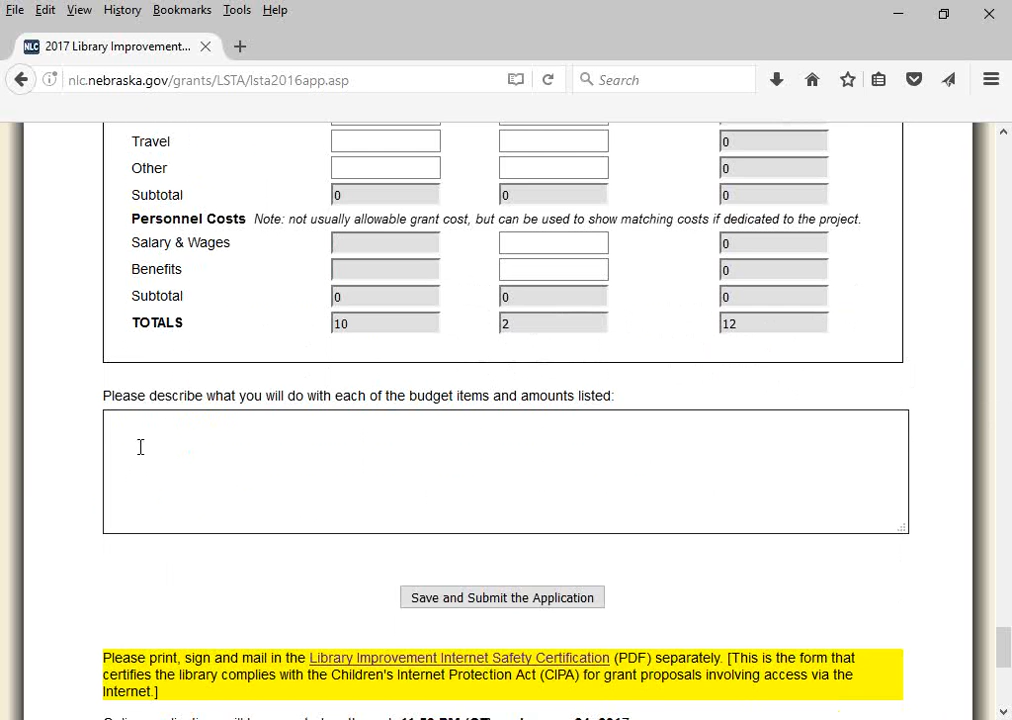 File Edit View History Bookmarks Tools Help
NLC 2017 Library Improvement...
nlc.nebraska.gov/grants/LSTA/lsta2016app.asp Search
Travel 0
Other 0
Subtotal 0 0 0
Personnel Costs Note: not usually allowable grant cost, but can be used to show matching costs if dedicated to the project.
Salary & Wages 0
Benefits 0
Subtotal 0 0 0
TOTALS 10 2 12
Please describe what you will do with each of the budget items and amounts listed:
Save and Submit the Application
Please print, sign and mail in the Library Improvement Internet Safety Certification (PDF) separately. [This is the form that
certifies the library complies with the Children's Internet Protection Act (CIPA) for grant proposals involving access via the
Internet.]